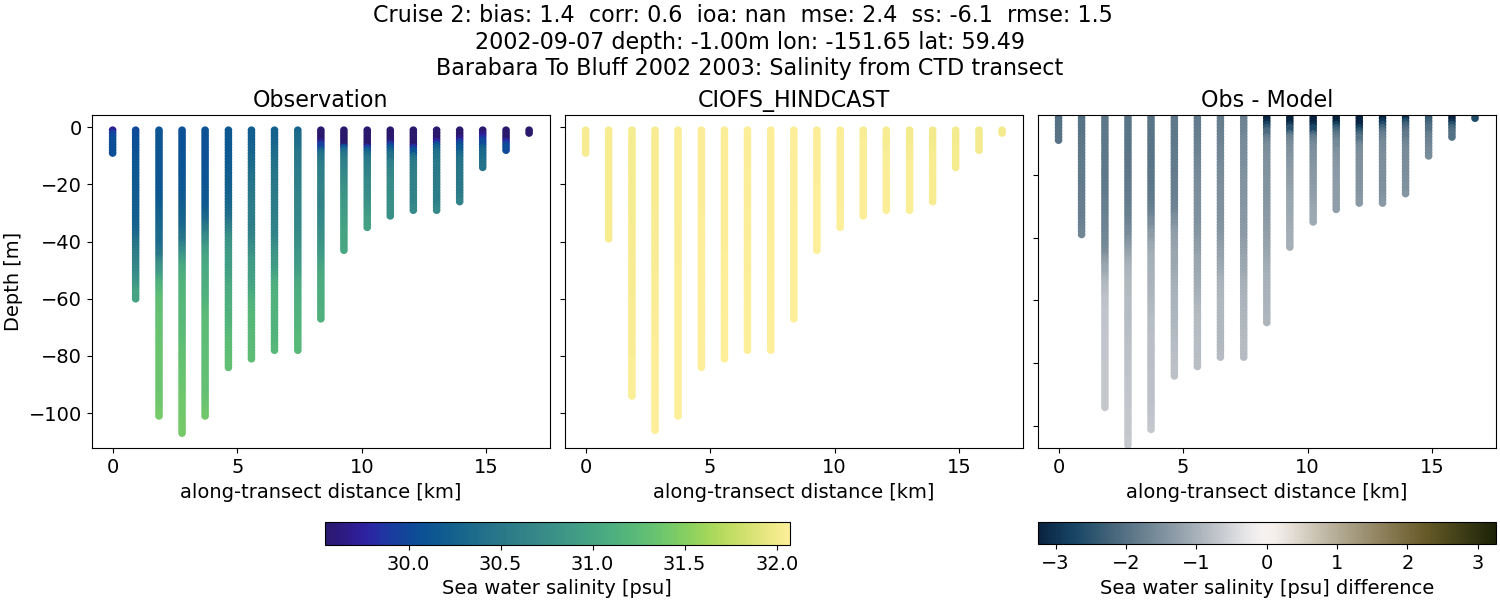 Cruise 2: bias: 1.4  corr: 0.6  ioa: nan  mse: 2.4  ss: -6.1  rmse: 1.5
2002-09-07 depth: -1.00m lon: -151.65 lat: 59.49
Barabara To Bluff 2002 2003: Salinity from CTD transect
Observation
CIOFS_HINDCAST
Obs - Model
Depth [m]
0
−20
−40
−60
−80
−100
0 5 10 15
0 5 10 15
0 5 10 15
along-transect distance [km]
along-transect distance [km]
along-transect distance [km]
30.0 30.5 31.0 31.5 32.0
Sea water salinity [psu]
−3 −2 −1 0 1 2 3
Sea water salinity [psu] difference